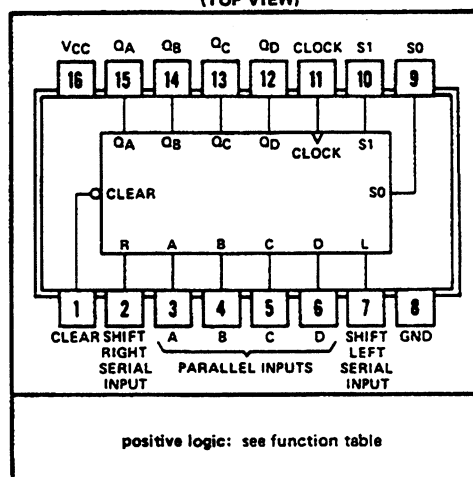 (TOP VIEW)
VCC QA QB QC QD CLOCK S1 S0
16 15 14 13 12 11 10 9
QA QB QC QD CLOCK S1
CLEAR S0
R A B C D L
1 2 3 4 5 6 7 8
CLEAR SHIFT RIGHT SERIAL INPUT A B C D SHIFT LEFT SERIAL INPUT GND
PARALLEL INPUTS
positive logic: see function table